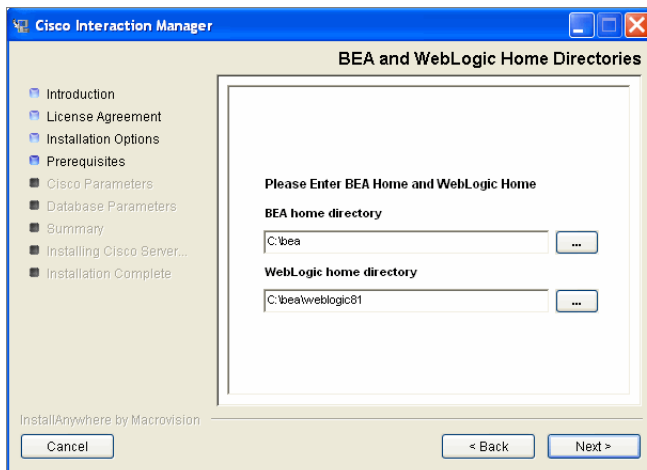 Cisco Interaction Manager
BEA and WebLogic Home Directories
Introduction
License Agreement
Installation Options
Prerequisites
Cisco Parameters
Database Parameters
Summary
Installing Cisco Server...
Installation Complete
Please Enter BEA Home and WebLogic Home
BEA home directory
C:\bea
...
WebLogic home directory
C:\bea\weblogic81
...
InstallAnywhere by Macrovision
Cancel
< Back
Next >